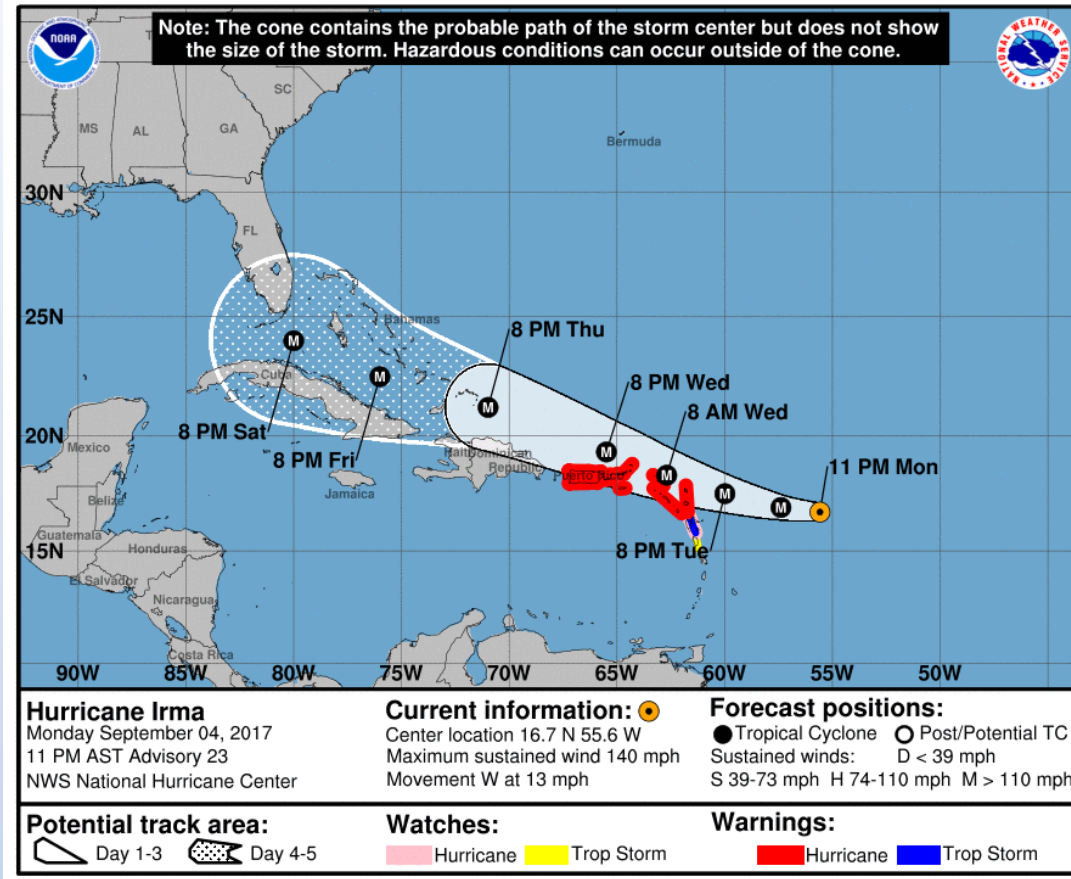 Note: The cone contains the probable path of the storm center but does not show
the size of the storm. Hazardous conditions can occur outside of the cone.
NOAA
NATIONAL WEATHER SERVICE
SC
MS
AL
GA
Bermuda
30N
FL
25N
Bahamas
8 PM Thu
M
M
Cuba
8 PM Wed
M
8 AM Wed
8 PM Sat
20N
M
Mexico
8 PM Fri
Haiti
Dominican
Republic
Puerto Rico
M
M
M
M
11 PM Mon
Jamaica
Belize
Guatemala
15N
Honduras
8 PM Tue
El Salvador
Nicaragua
Costa Rica
90W
85W
80W
75W
70W
65W
60W
55W
50W
Hurricane Irma
Monday September 04, 2017
11 PM AST Advisory 23
NWS National Hurricane Center
Current information:
Center location 16.7 N 55.6 W
Maximum sustained wind 140 mph
Movement W at 13 mph
Forecast positions:
Tropical Cyclone Post/Potential TC
Sustained winds: D < 39 mph
S 39-73 mph H 74-110 mph M > 110 mph
Potential track area:
Day 1-3 Day 4-5
Watches:
Hurricane Trop Storm
Warnings:
Hurricane Trop Storm